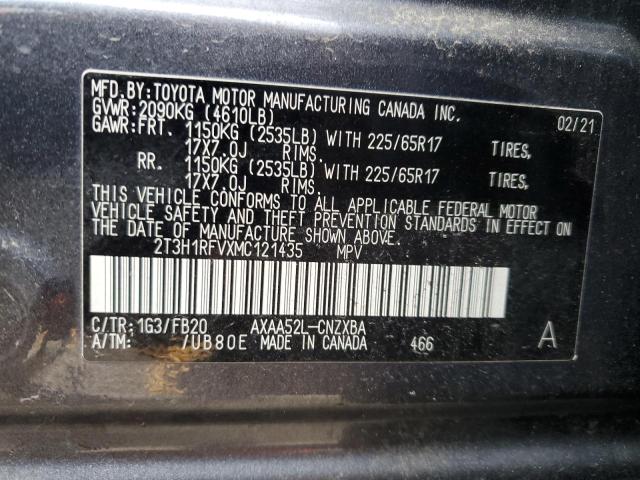 MFD.BY:TOYOTA MOTOR MANUFACTURING CANADA INC.
GVWR:2090KG (4610LB) 02/21
GAWR:FRT. 1150KG (2535LB) WITH 225/65R17 TIRES,
17X7.0J RIMS.
RR. 1150KG (2535LB) WITH 225/65R17 TIRES,
17X7.0J RIMS.
THIS VEHICLE CONFORMS TO ALL APPLICABLE FEDERAL MOTOR
VEHICLE SAFETY AND THEFT PREVENTION STANDARDS IN EFFECT ON
THE DATE OF MANUFACTURE SHOWN ABOVE.
2T3H1RFVXMC121435 MPV
C/TR:1G3/FB20 AXAA52L-CNZXBA A
A/TM: /UB80E MADE IN CANADA 466